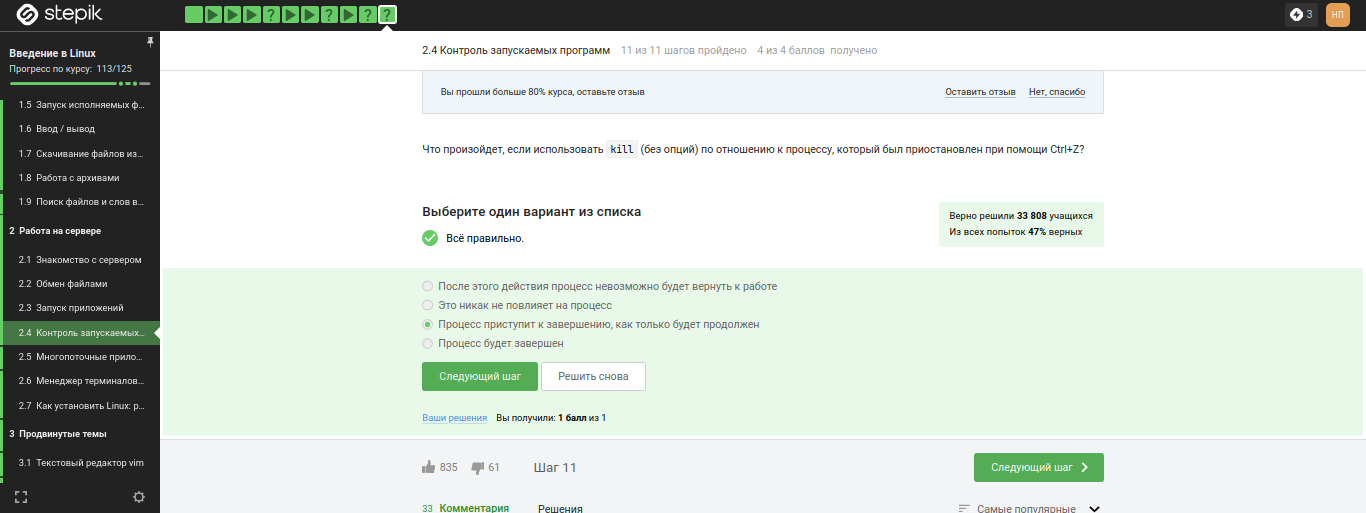 stepik
?
?
?
?
3
НП
Введение в Linux
Прогресс по курсу: 113/125
1.5 Запуск исполняемых ф...
1.6 Ввод / вывод
1.7 Скачивание файлов из...
1.8 Работа с архивами
1.9 Поиск файлов и слов в...
2 Работа на сервере
2.1 Знакомство с сервером
2.2 Обмен файлами
2.3 Запуск приложений
2.4 Контроль запускаемых...
2.5 Многопоточные прило...
2.6 Менеджер терминалов...
2.7 Как установить Linux: р...
3 Продвинутые темы
3.1 Текстовый редактор vim
2.4 Контроль запускаемых программ 11 из 11 шагов пройдено 4 из 4 баллов получено
Вы прошли больше 80% курса, оставьте отзыв
Оставить отзыв Нет, спасибо
Что произойдет, если использовать kill (без опций) по отношению к процессу, который был приостановлен при помощи Ctrl+Z?
Выберите один вариант из списка
Всё правильно.
Верно решили 33 808 учащихся
Из всех попыток 47% верных
После этого действия процесс невозможно будет вернуть к работе
Это никак не повлияет на процесс
Процесс приступит к завершению, как только будет продолжен
Процесс будет завершен
Следующий шаг Решить снова
Ваши решения Вы получили: 1 балл из 1
835 61 Шаг 11
Следующий шаг
33 Комментария Решения
Самые популярные